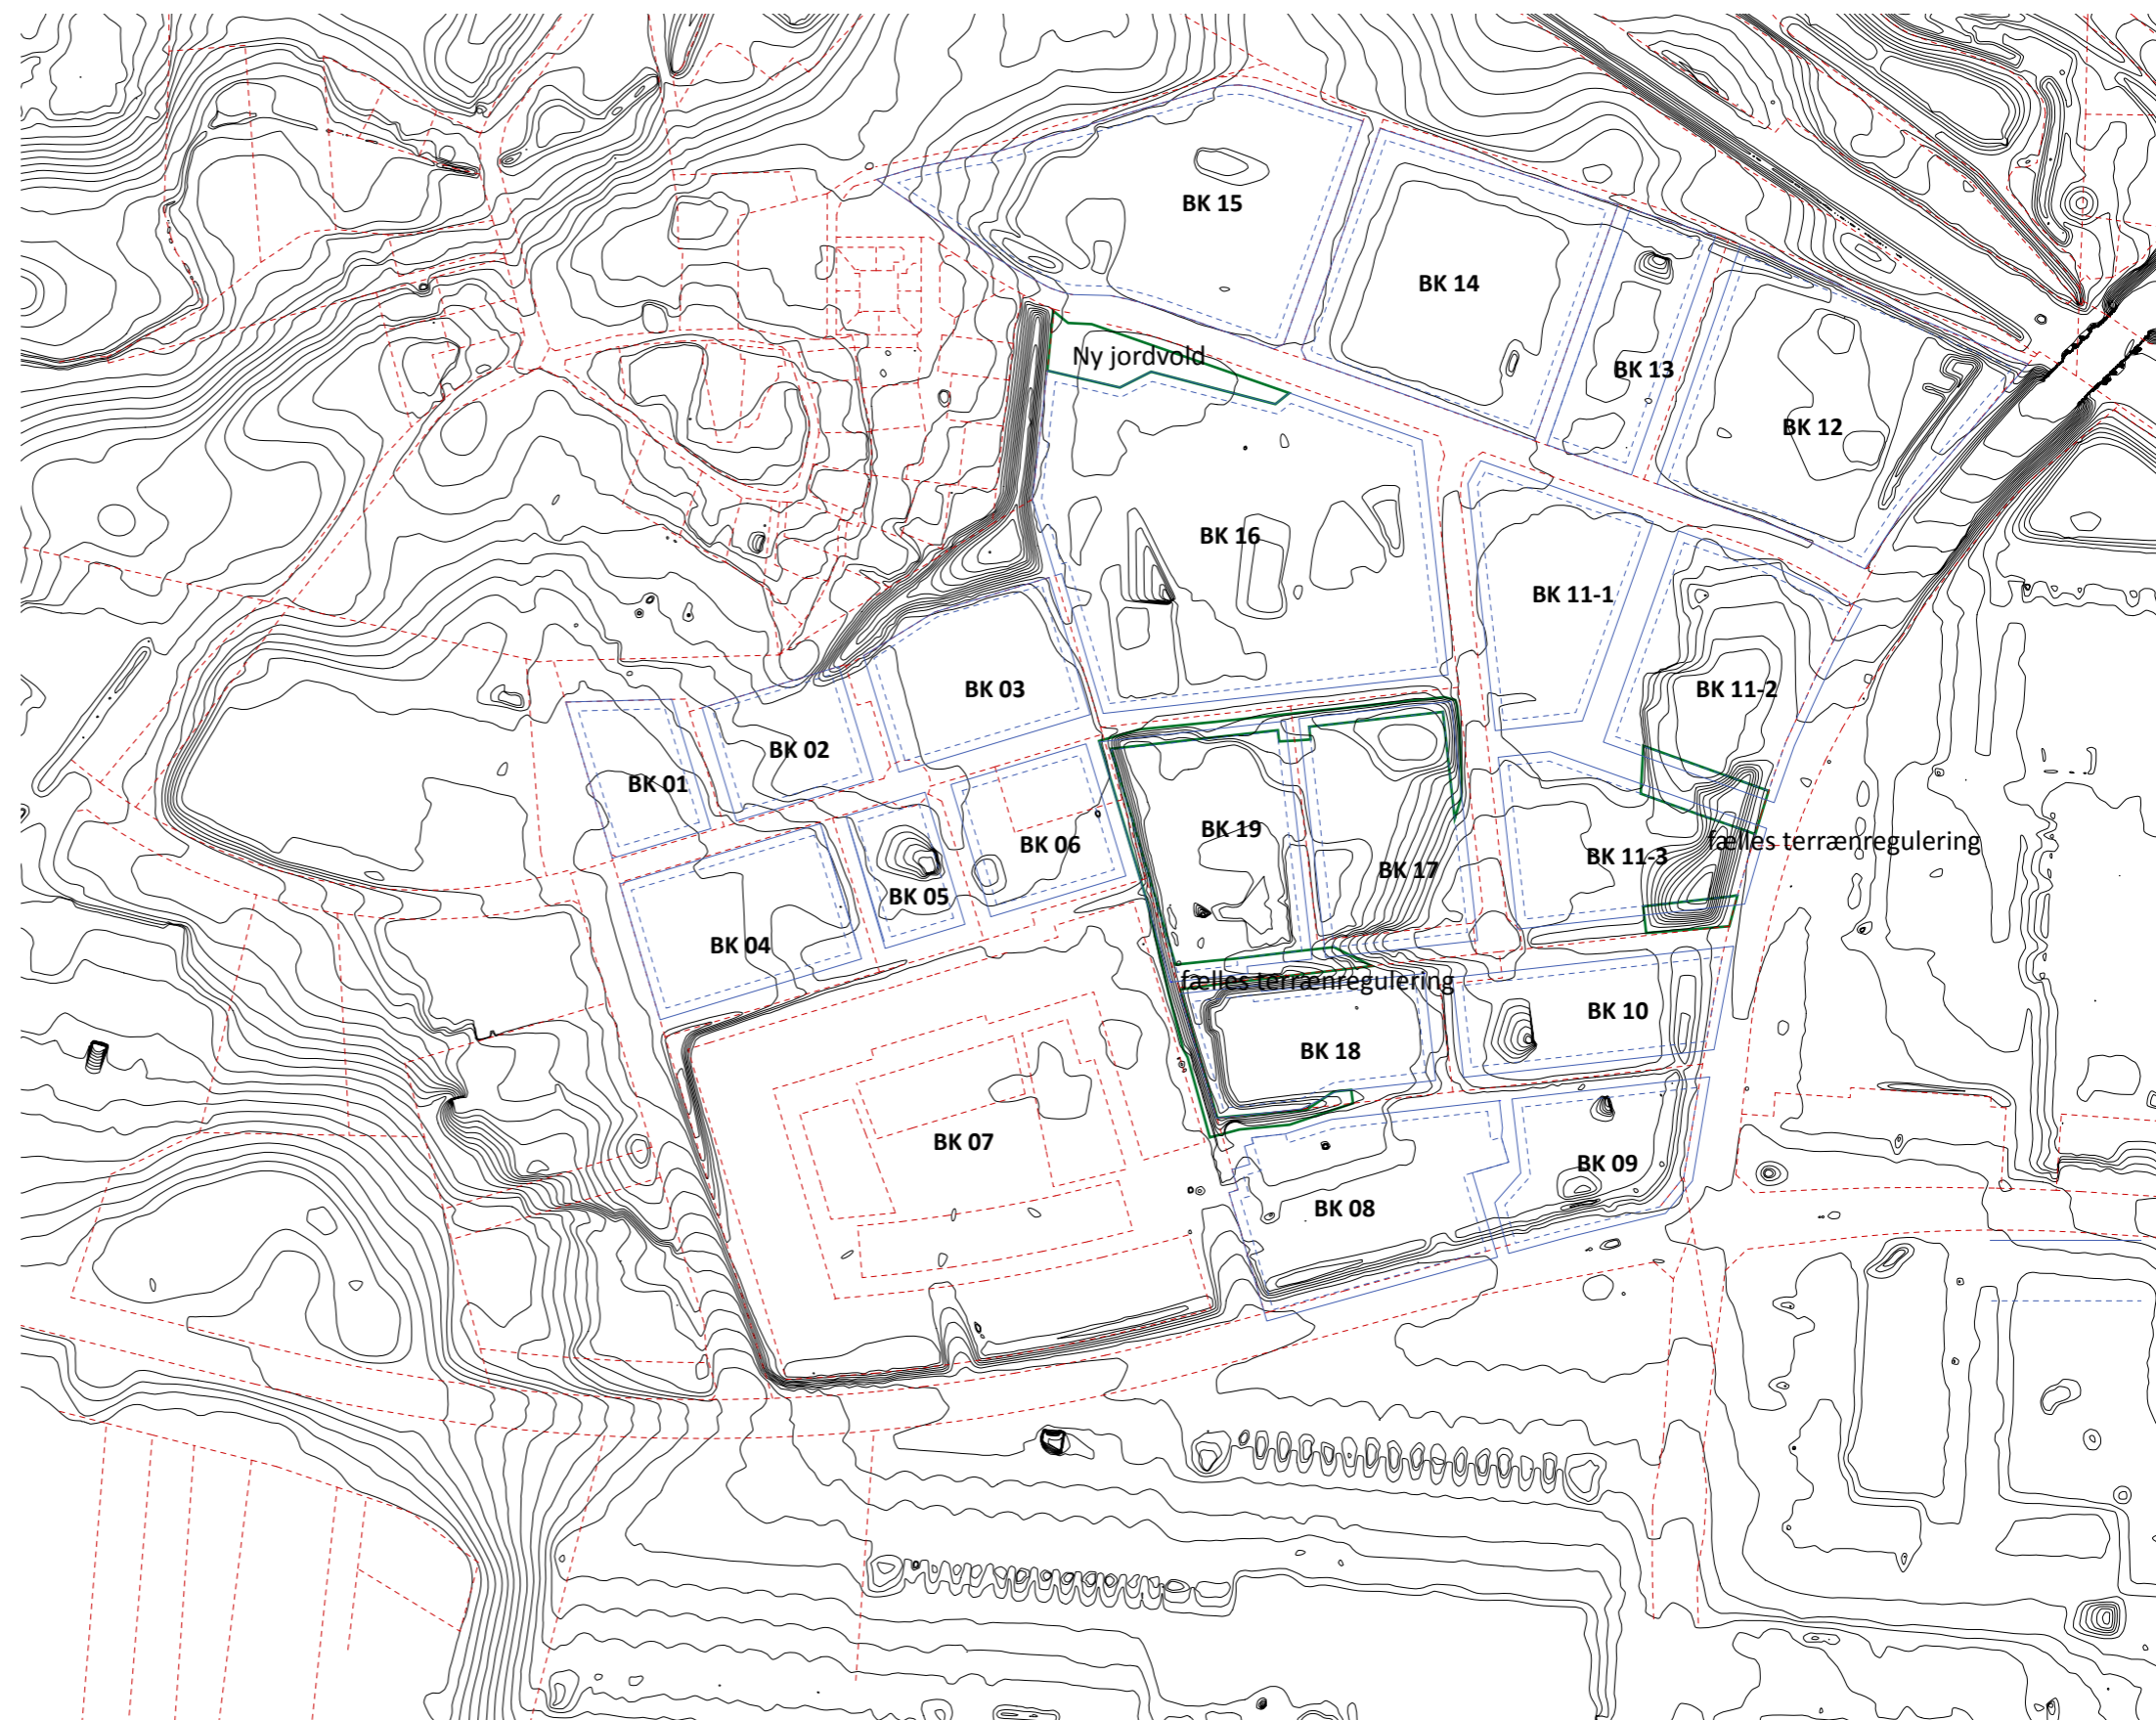 BK 15
BK 14
Ny jordvold
BK 13
BK 12
BK 16
BK 11-1
BK 03
BK 11-2
BK 02
BK 01
BK 19
BK 06
fælles terrænregulering
BK 11-3
BK 17
BK 05
BK 04
fælles terrænregulering
BK 10
BK 18
BK 07
BK 09
BK 08